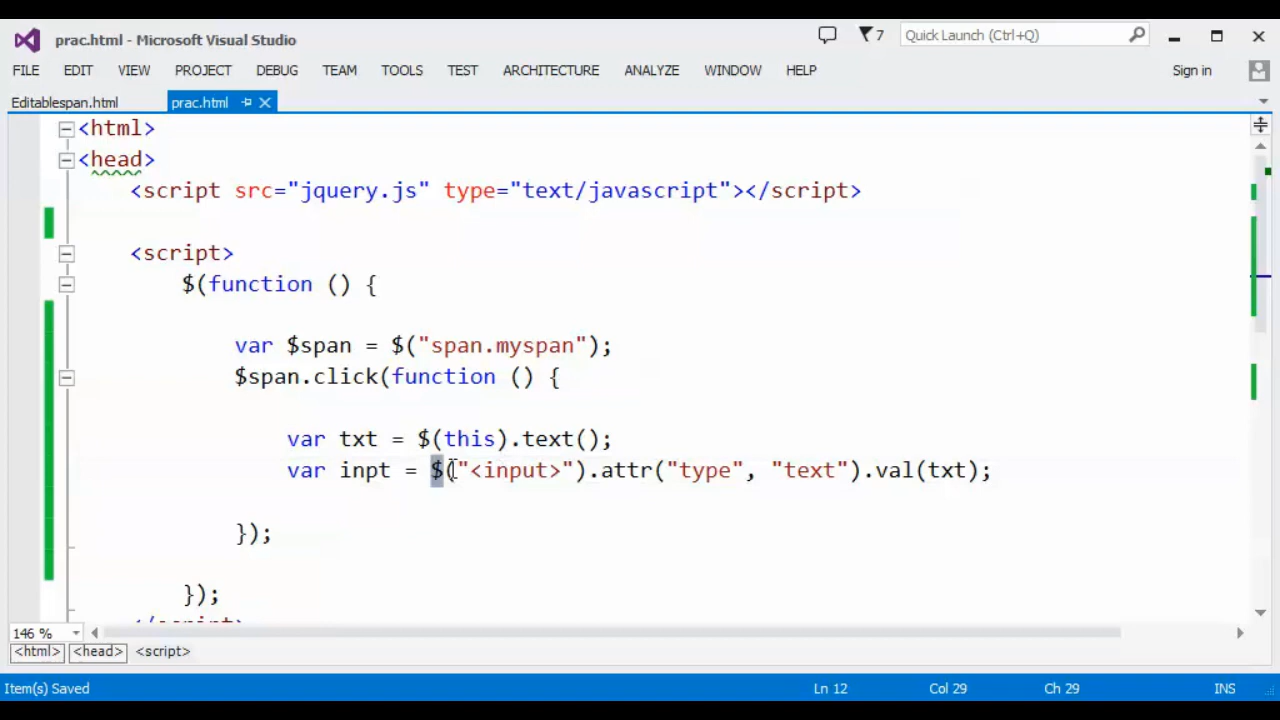 prac.html - Microsoft Visual Studio
7
Quick Launch (Ctrl+Q)
FILE EDIT VIEW PROJECT DEBUG TEAM TOOLS TEST ARCHITECTURE ANALYZE WINDOW HELP Sign in
Editablespan.html prac.html
<html>
<head>
<script src="jquery.js" type="text/javascript"></script>
<script>
$(function () {
var $span = $("span.myspan");
$span.click(function () {
var txt = $(this).text();
var inpt = $("<input>").attr("type", "text").val(txt);
});
});
146 %
<html> <head> <script>
Item(s) Saved Ln 12 Col 29 Ch 29 INS